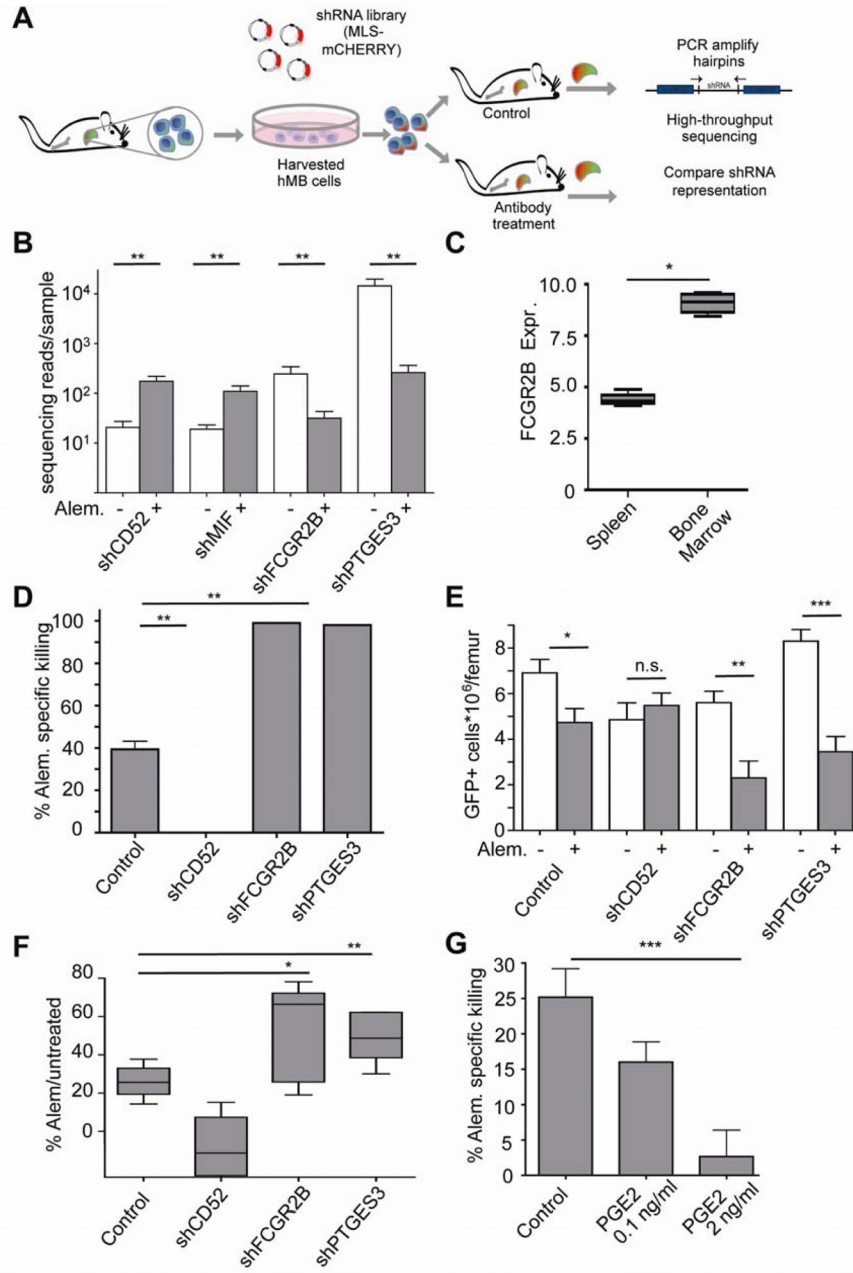 A
shRNA library
(MLS-
mCHERRY)
Harvested
hMB cells
Control
Antibody
treatment
PCR amplify
hairpins
shRNA
High-throughput
sequencing
Compare shRNA
representation
B
sequencing reads/sample
** ** ** **
10⁴
10³
10²
10¹
Alem. - + - + - + - +
shCD52
shMIF
shFCGR2B
shPTGES3
C
FCGR2B Expr.
*
10.0
7.5
5.0
2.5
0
Spleen
Bone
Marrow
D
% Alem. specific killing
**
**
100
80
60
40
20
0
Control
shCD52
shFCGR2B
shPTGES3
E
GFP+ cells*10⁶/femur
* n.s. ** ***
8
6
4
2
0
Alem. - + - + - + - +
Control
shCD52
shFCGR2B
shPTGES3
F
% Alem/untreated
**
*
80
60
40
20
0
Control
shCD52
shFCGR2B
shPTGES3
G
% Alem. specific killing
***
30
25
20
15
10
5
0
Control
PGE2
0.1 ng/ml
PGE2
2 ng/ml